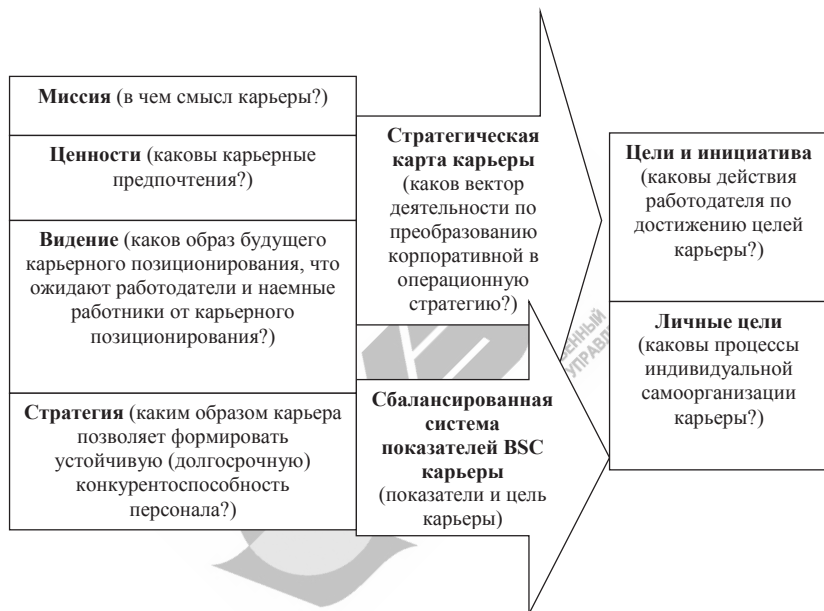 Миссия (в чем смысл карьеры?)
Ценности (каковы карьерные
предпочтения?)
Видение (каков образ будущего
карьерного позиционирования, что
ожидают работодатели и наемные
работники от карьерного
позиционирования?)
Стратегия (каким образом карьера
позволяет формировать
устойчивую (долгосрочную)
конкурентоспособность
персонала?)
Стратегическая
карта карьеры
(каков вектор
деятельности по
преобразованию
корпоративной в
операционную
стратегию?)
Сбалансированная
система
показателей BSC
карьеры
(показатели и цель
карьеры)
Цели и инициатива
(каковы действия
работодателя по
достижению целей
карьеры?)
Личные цели
(каковы процессы
индивидуальной
самоорганизации
карьеры?)